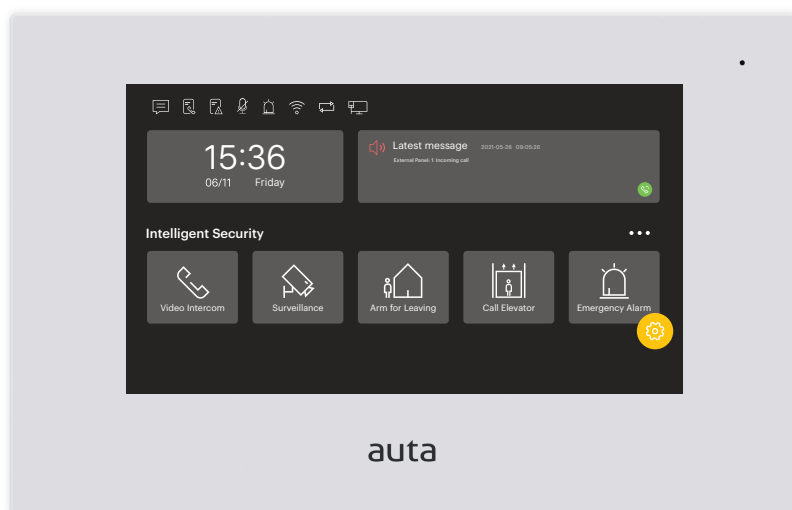 15:36
06/11 Friday
Latest message 2021-05-26 09:05:26
External Panel: 1 Incoming call
Intelligent Security
Video Intercom
Surveillance
Arm for Leaving
Call Elevator
Emergency Alarm
auta